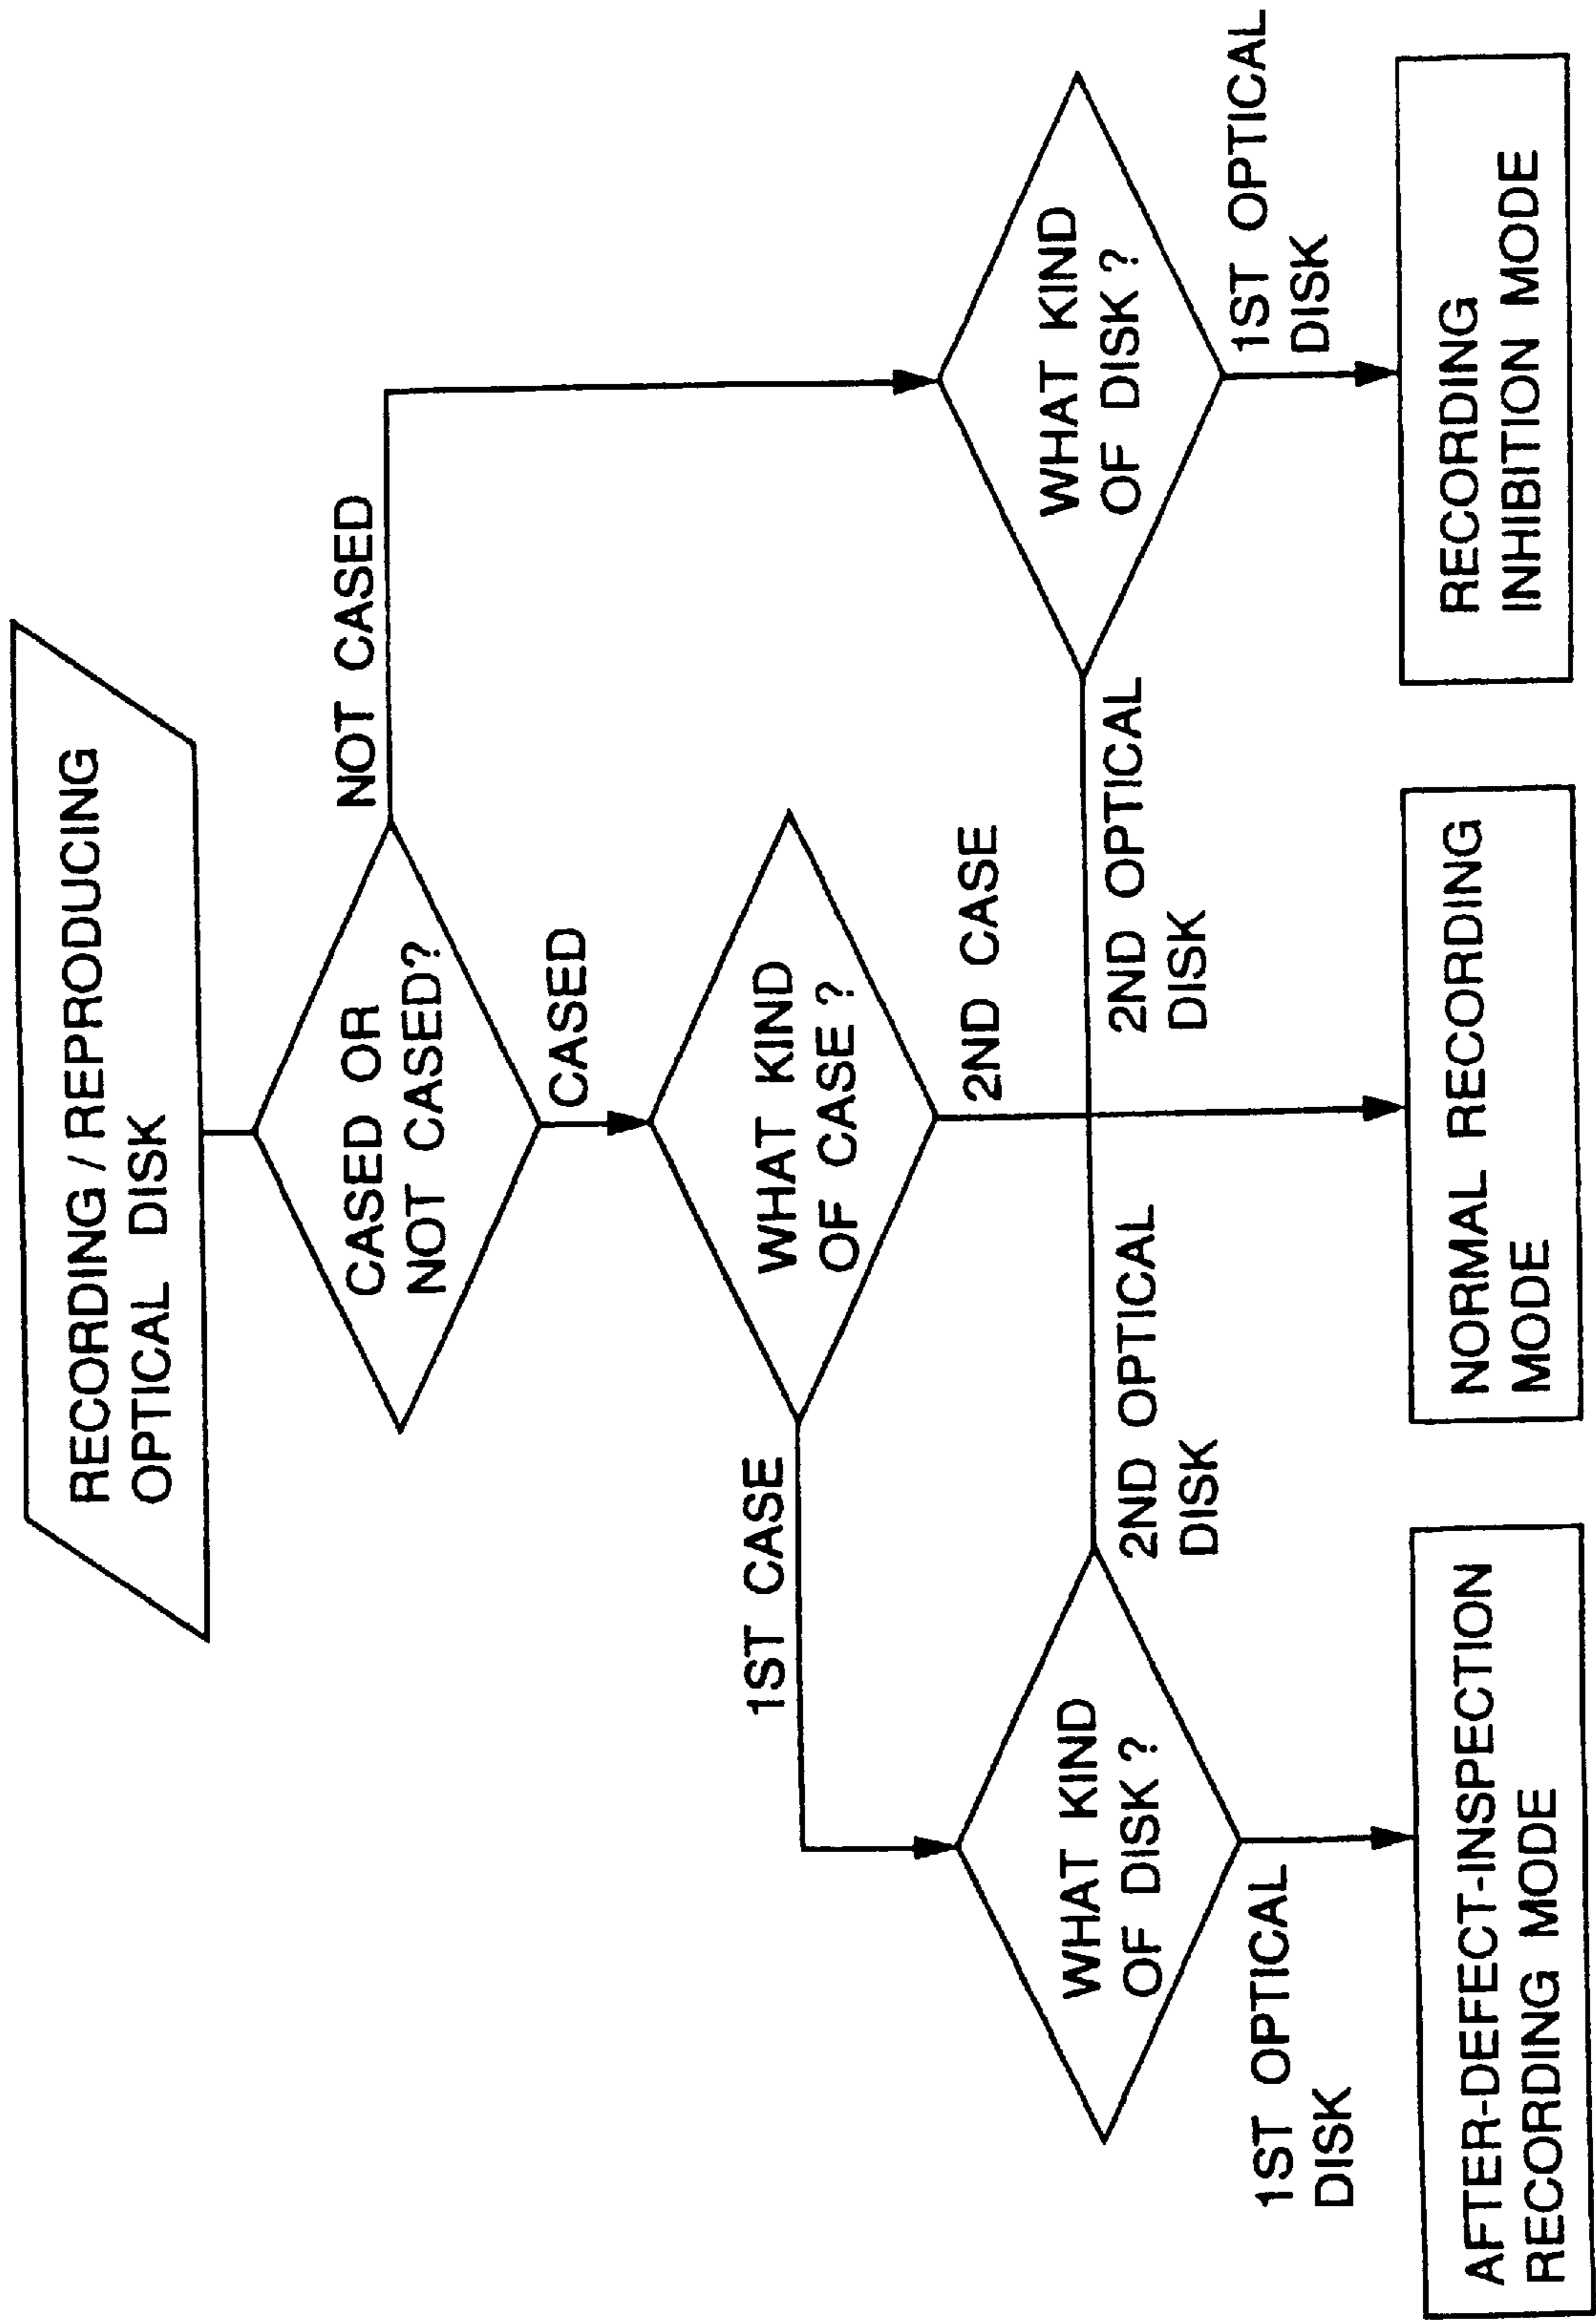 RECORDING / REPRODUCING
OPTICAL DISK
CASED OR
NOT CASED?
NOT CASED
CASED
WHAT KIND
OF CASE ?
1ST CASE
2ND CASE
WHAT KIND
OF DISK ?
2ND OPTICAL
DISK
2ND OPTICAL
DISK
WHAT KIND
OF DISK ?
1ST OPTICAL
DISK
1ST OPTICAL
DISK
AFTER-DEFECT-INSPECTION
RECORDING MODE
NORMAL RECORDING
MODE
RECORDING
INHIBITION MODE